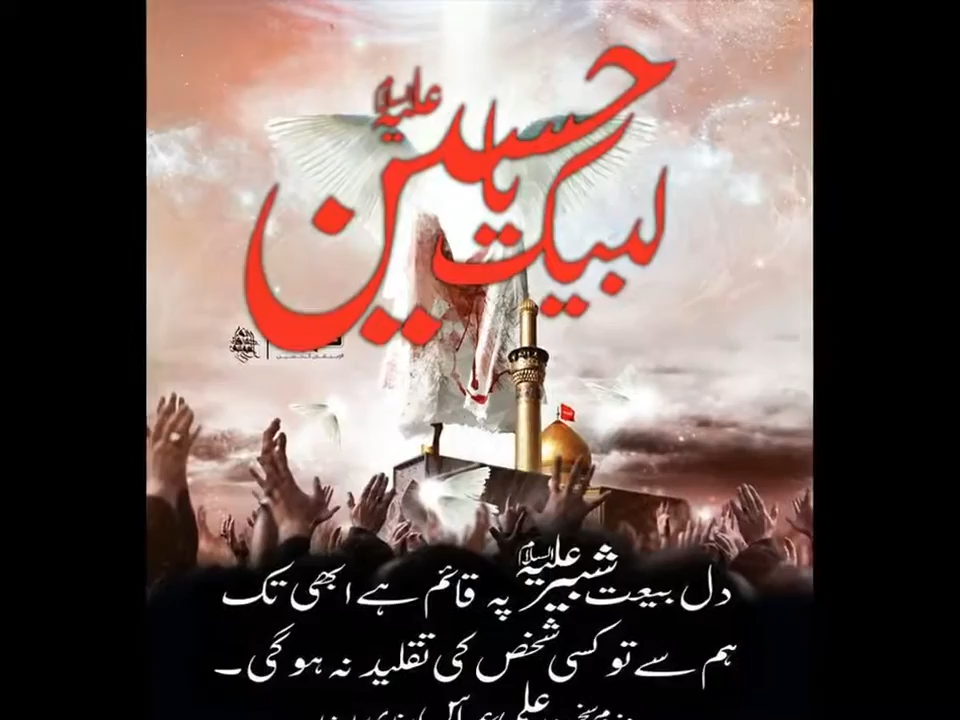 لبیک یا حسین علیہ السلام
دل بیعت شبیر علیہ السلام پہ قائم ہے ابھی تک
ہم سے تو کسی شخص کی تقلید نہ ہو گی ۔